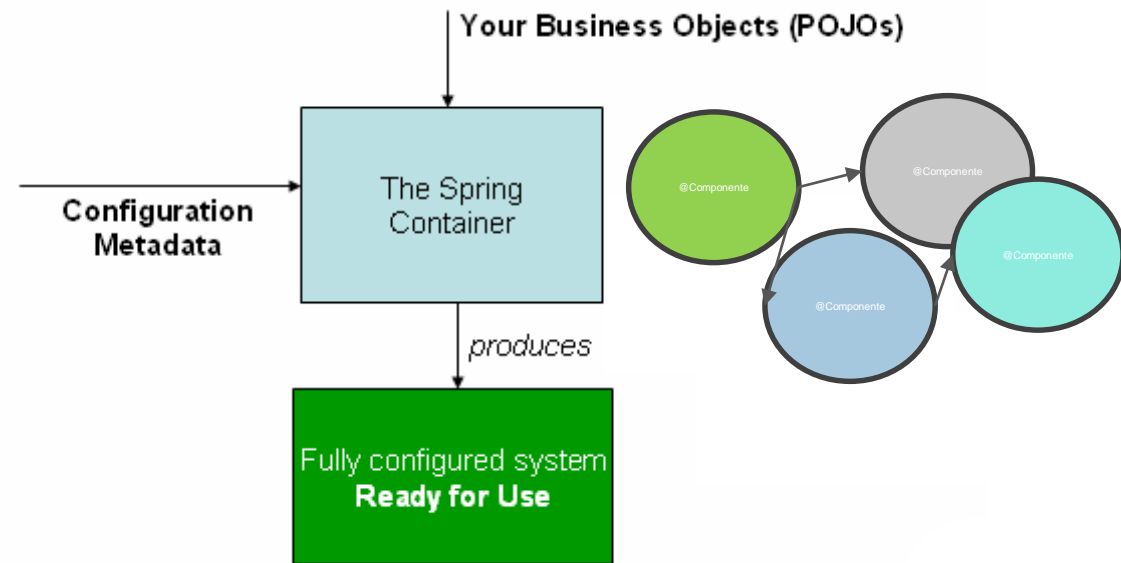 Your Business Objects (POJOs)
The Spring
Container
Configuration
Metadata
produces
Fully configured system
Ready for Use
@Componente
@Componente
@Componente
@Componente